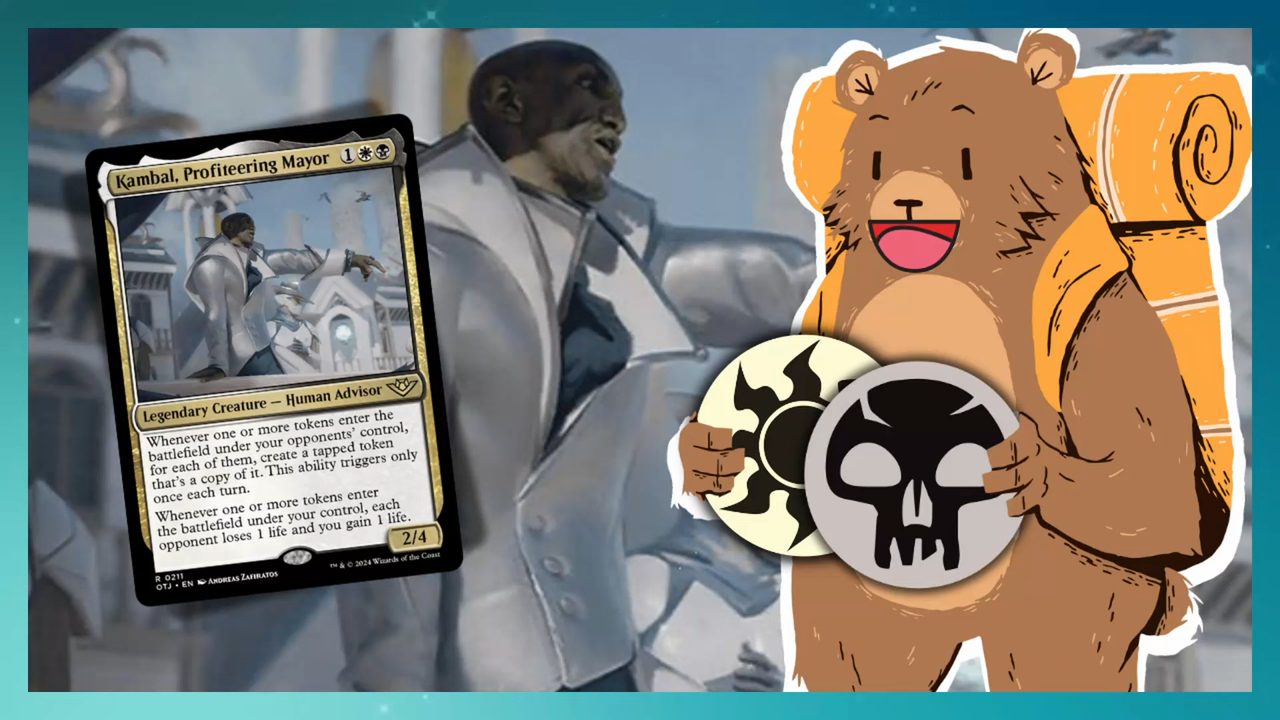 Kambal, Profiteering Mayor 1
Legendary Creature — Human Advisor
Whenever one or more tokens enter the
battlefield under your opponents' control,
for each of them, create a tapped token
that's a copy of it. This ability triggers only
once each turn.
Whenever one or more tokens enter
the battlefield under your control, each
opponent loses 1 life and you gain 1 life.
2/4
R 0211
OTJ • EN ANDREAS ZAFIRATOS
™ & © 2024 Wizards of the Coast